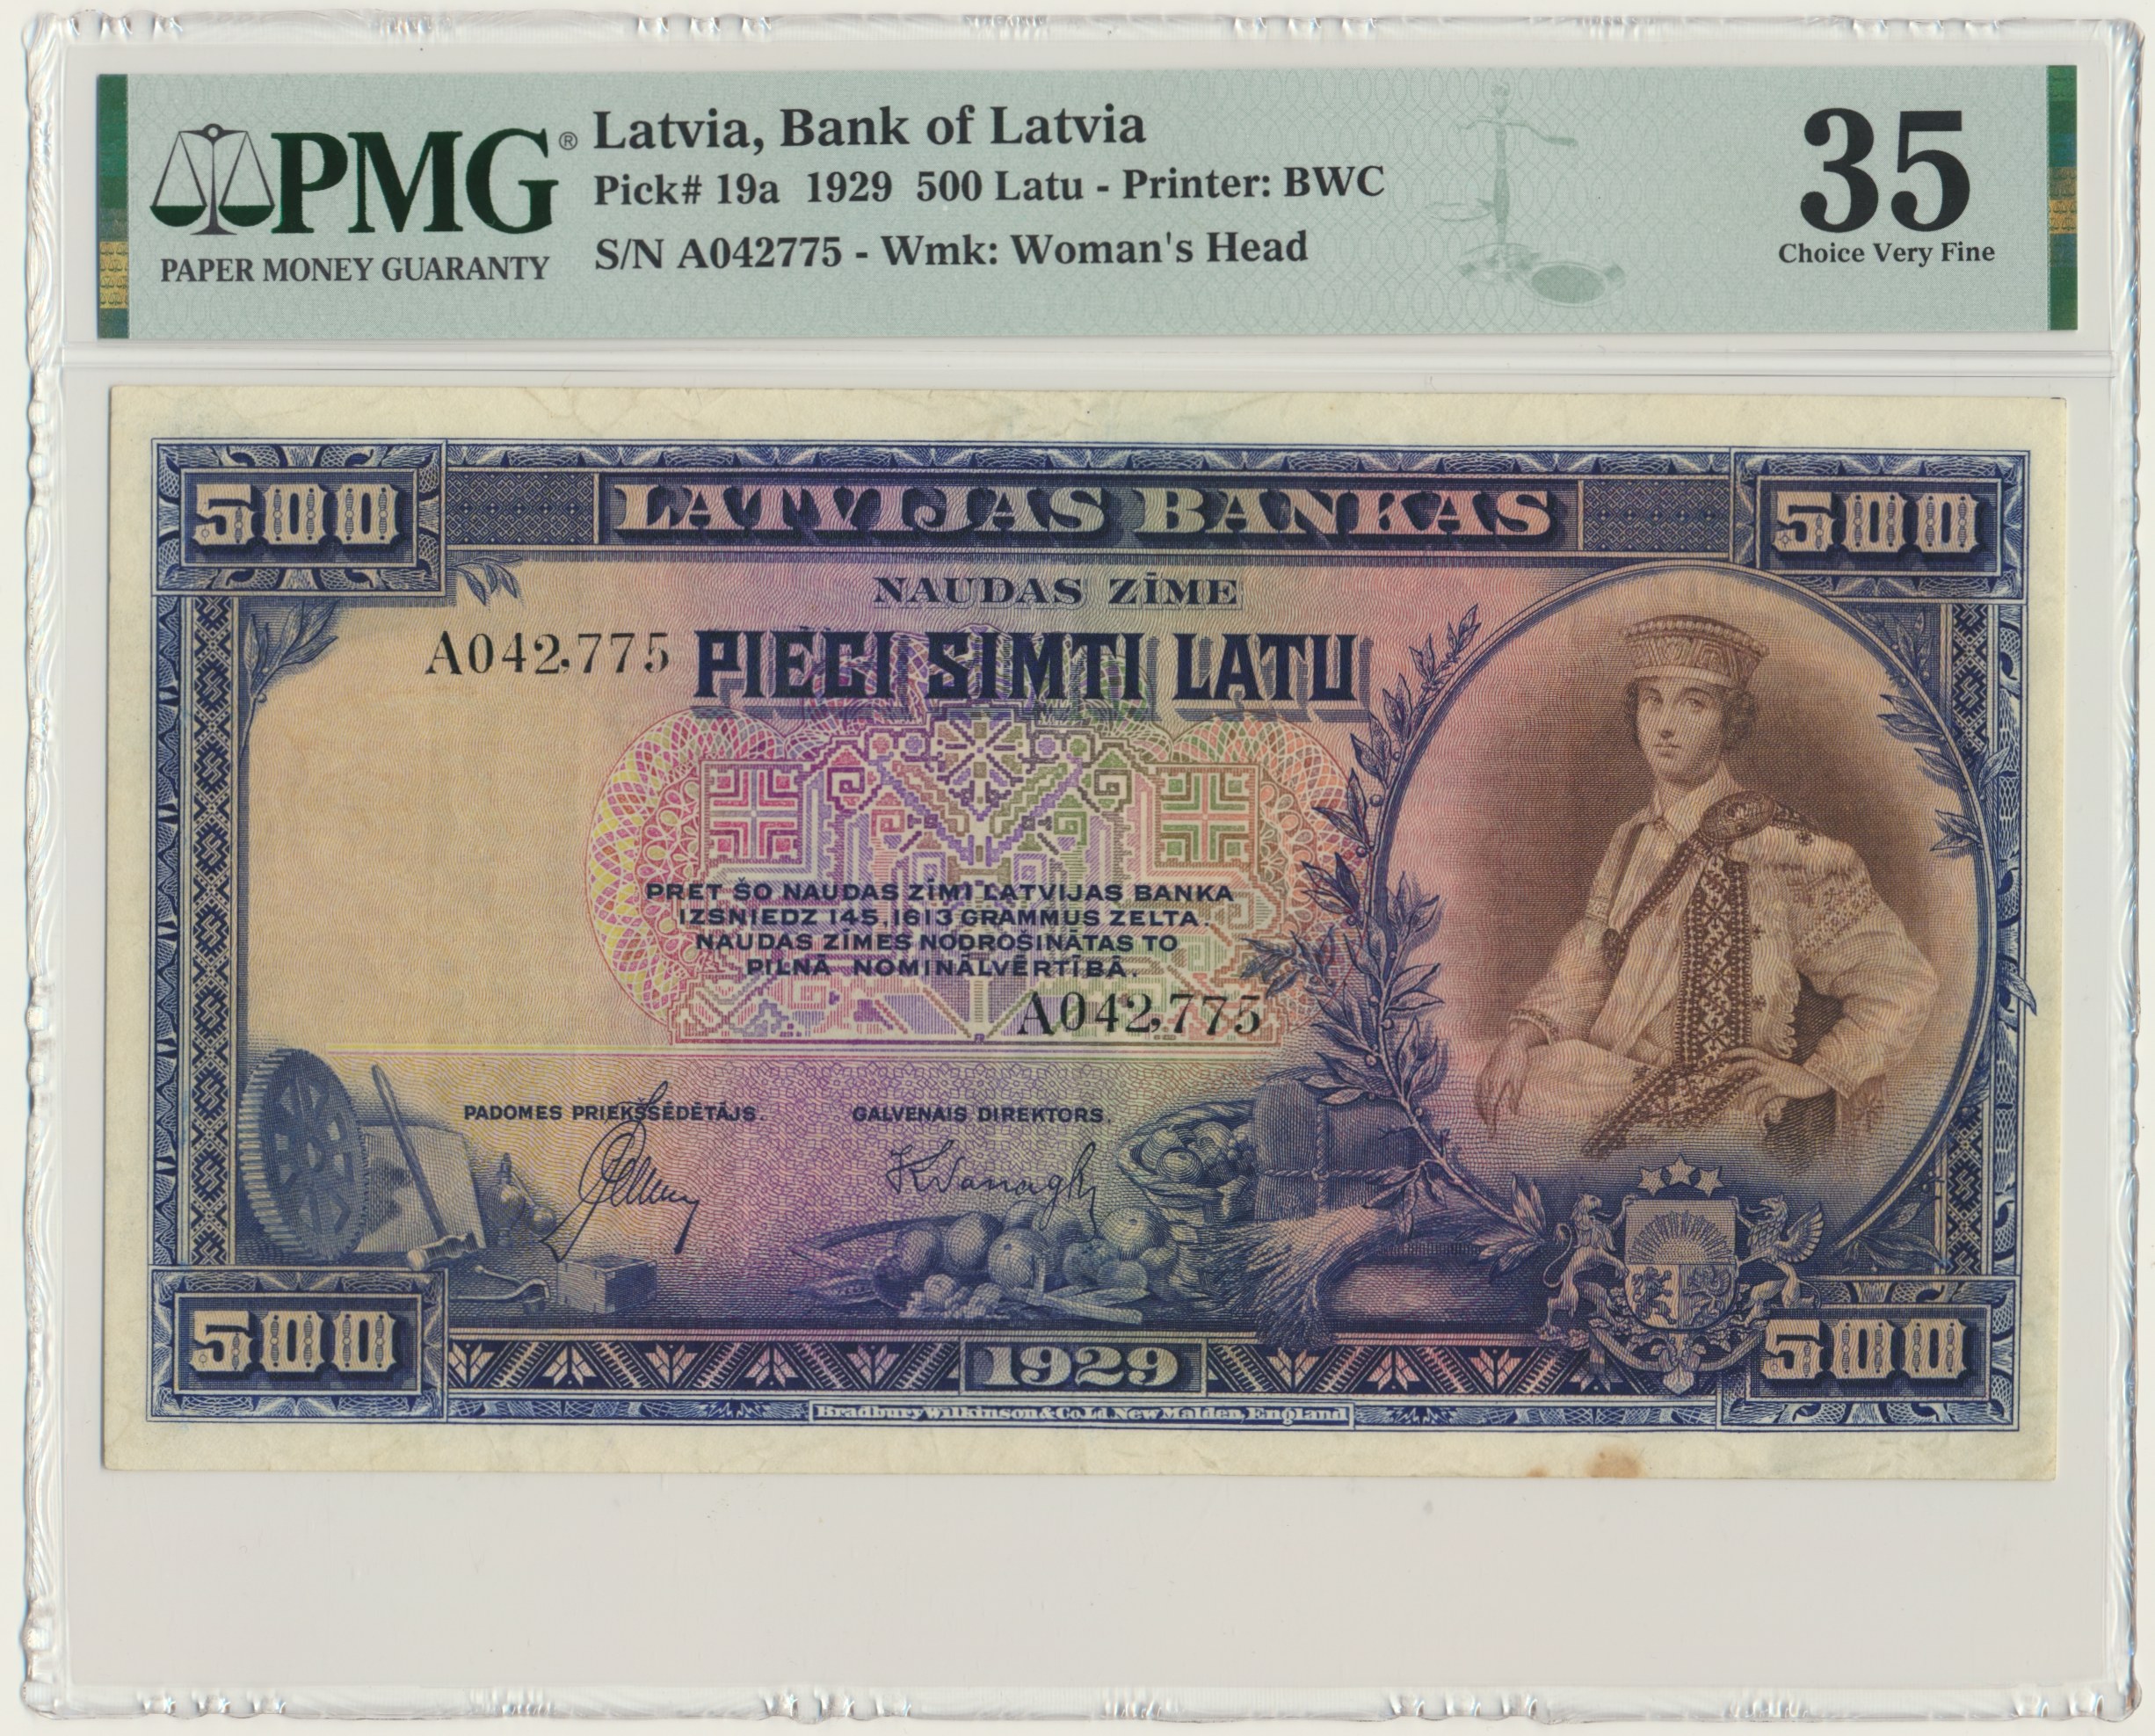 PMG®
PAPER MONEY GUARANTY
Latvia, Bank of Latvia
Pick# 19a 1929 500 Latu - Printer: BWC
S/N A042775 - Wmk: Woman's Head
35
Choice Very Fine
500 LATVIJAS BANKAS 500
NAUDAS ZĪME
A042,775 PIECI SIMTI LATU
PRET ŠO NAUDAS ZĪMI LATVIJAS BANKA
IZSNIEDZ 145,1613 GRAMMUS ZELTA.
NAUDAS ZĪMES NODROŠINĀTAS TO
PILNĀ NOMINĀLVĒRTĪBĀ.
A042,775
PADOMES PRIEKŠSĒDĒTĀJS. GALVENAIS DIREKTORS.
500 1929 500
Bradbury Wilkinson & Co Ld. New Malden, England